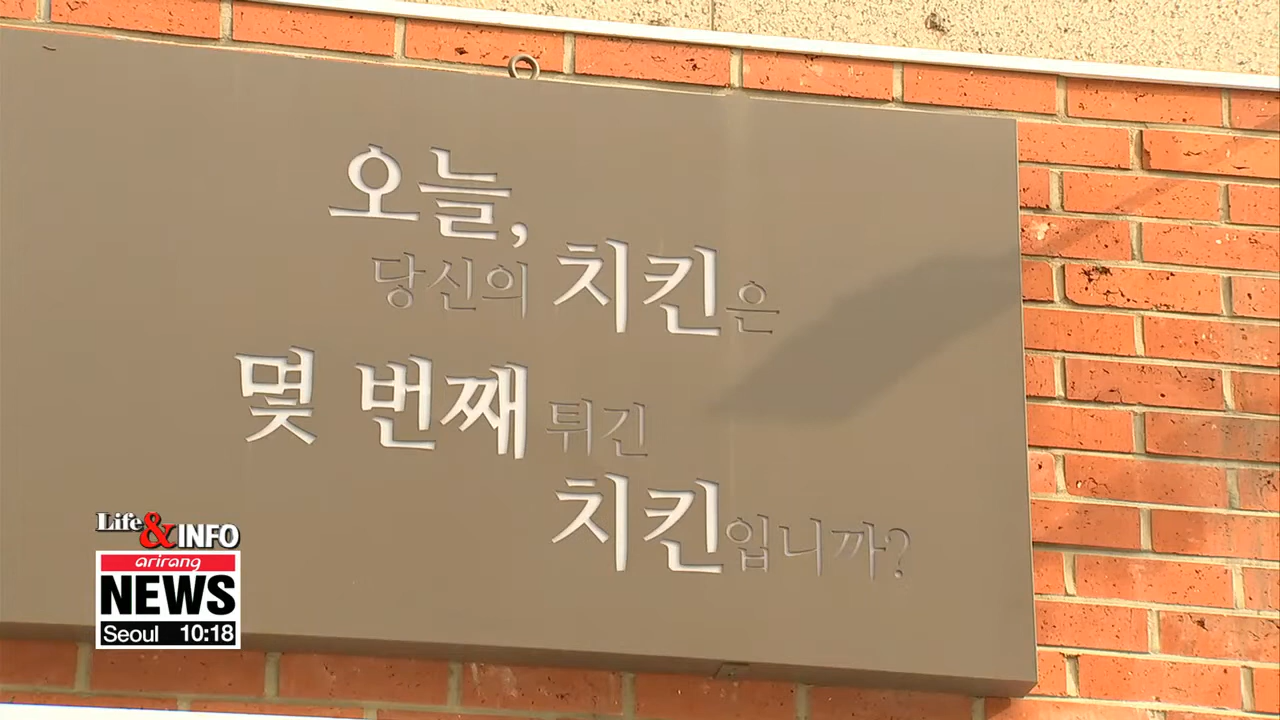 오늘,
당신의 치킨은
몇 번째 튀긴
치킨입니까?
Life & INFO
arirang
NEWS
Seoul 10:18